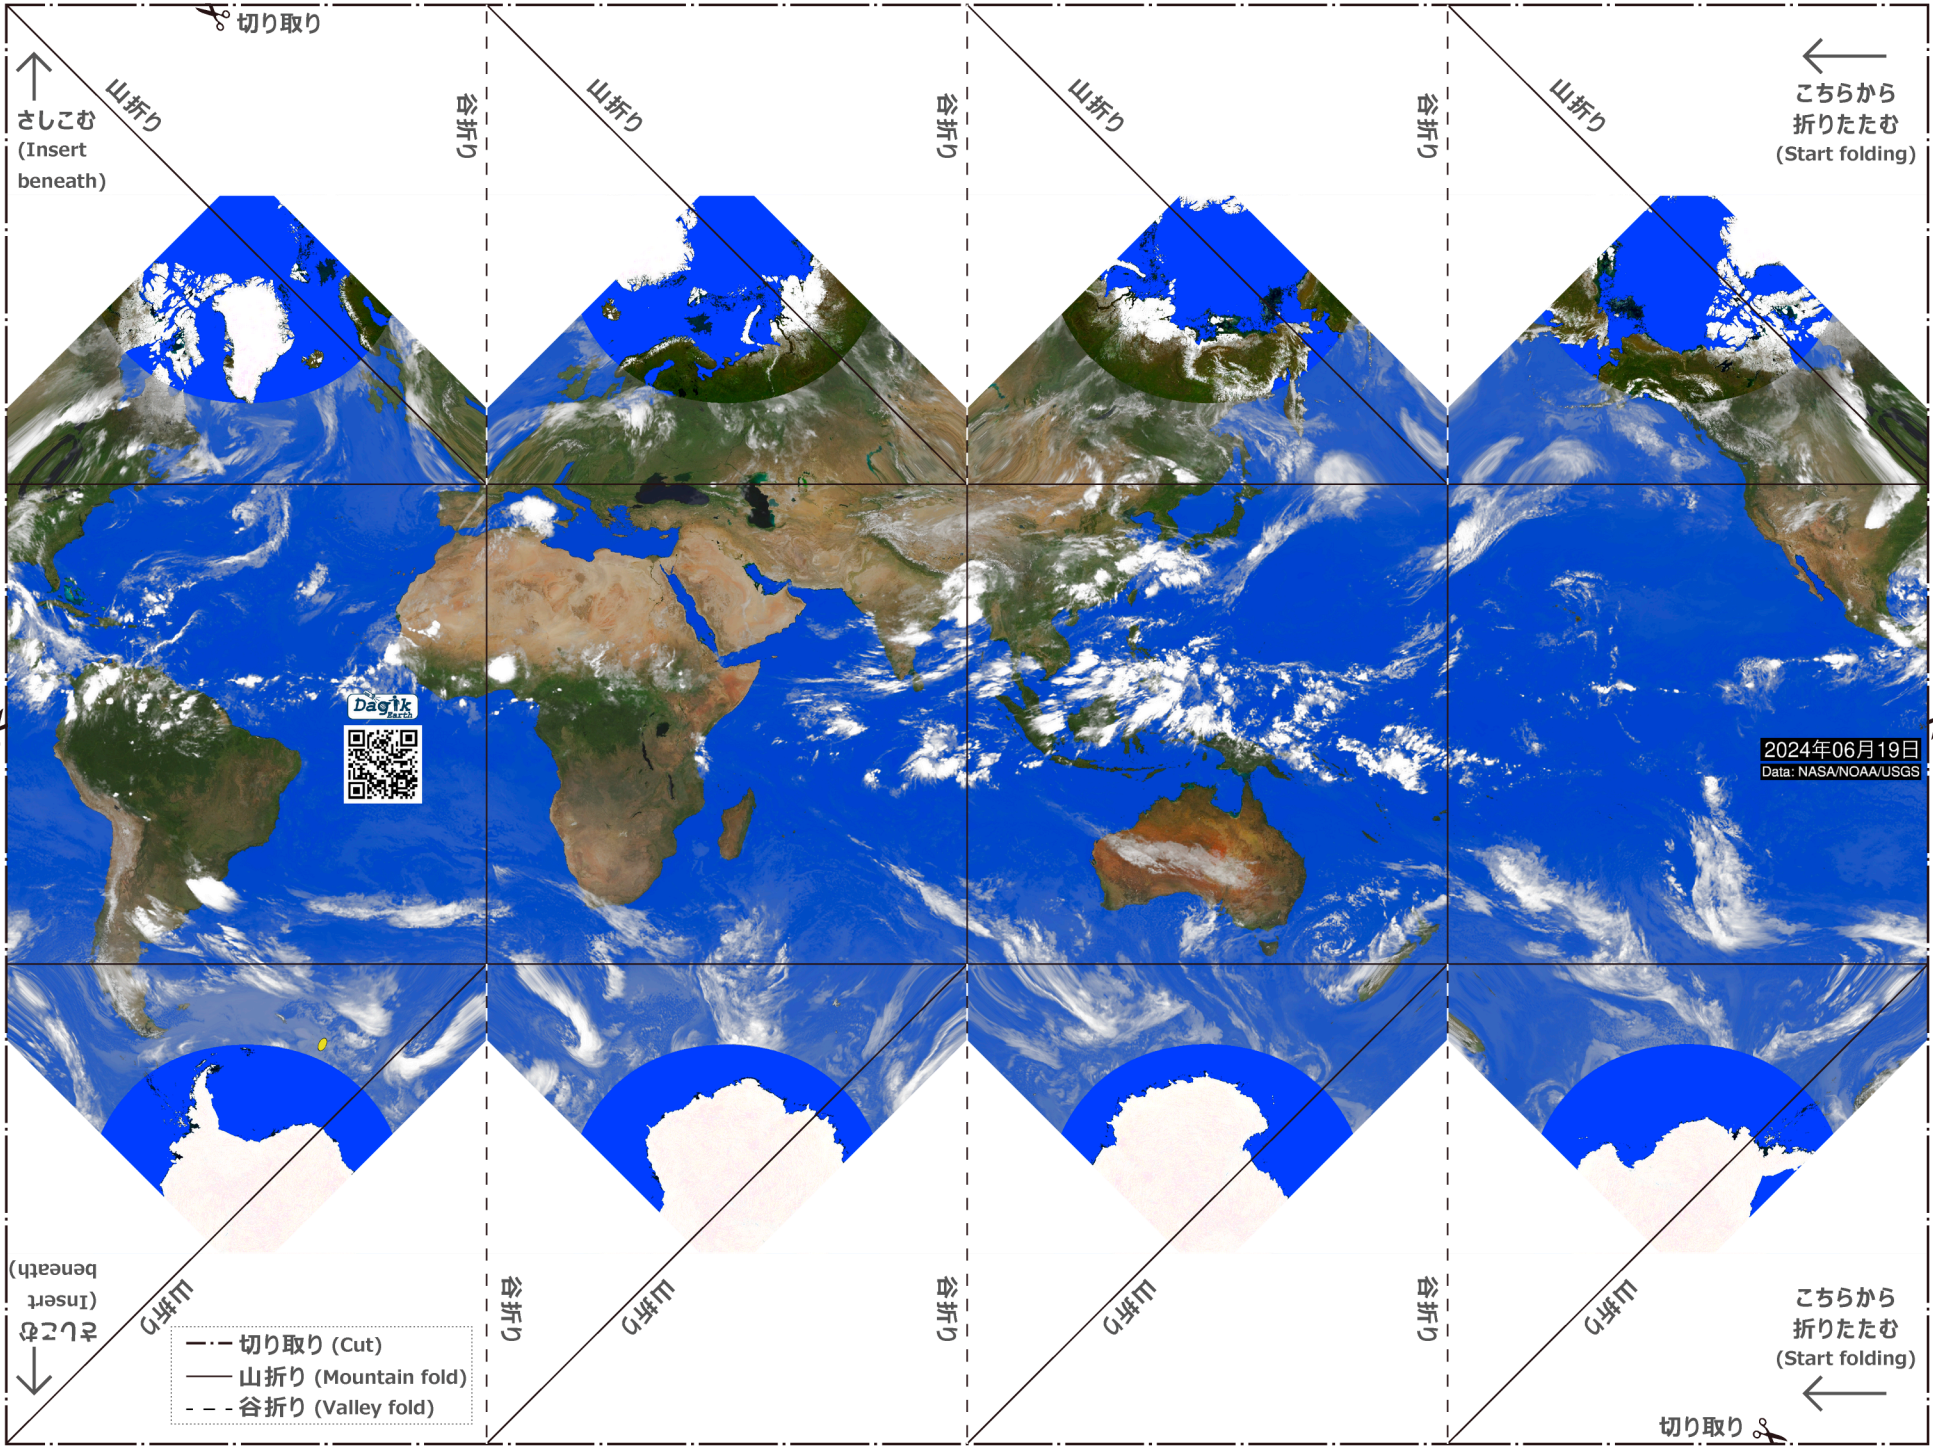 切り取り
山折り
谷折り
山折り
谷折り
山折り
谷折り
山折り
さしこむ
(Insert
beneath)
こちらから
折りたたむ
(Start folding)
Dagik
Earth
2024年06月19日
Data: NASA/NOAA/USGS
さしこむ
(Insert
beneath)
山折り
谷折り
山折り
谷折り
山折り
谷折り
山折り
こちらから
折りたたむ
(Start folding)
切り取り (Cut)
山折り (Mountain fold)
谷折り (Valley fold)
切り取り